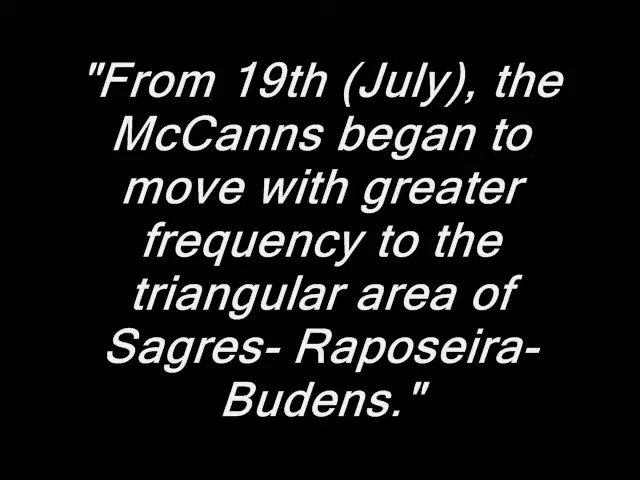 "From 19th (July), the
McCanns began to
move with greater
frequency to the
triangular area of
Sagres- Raposeira-
Budens."